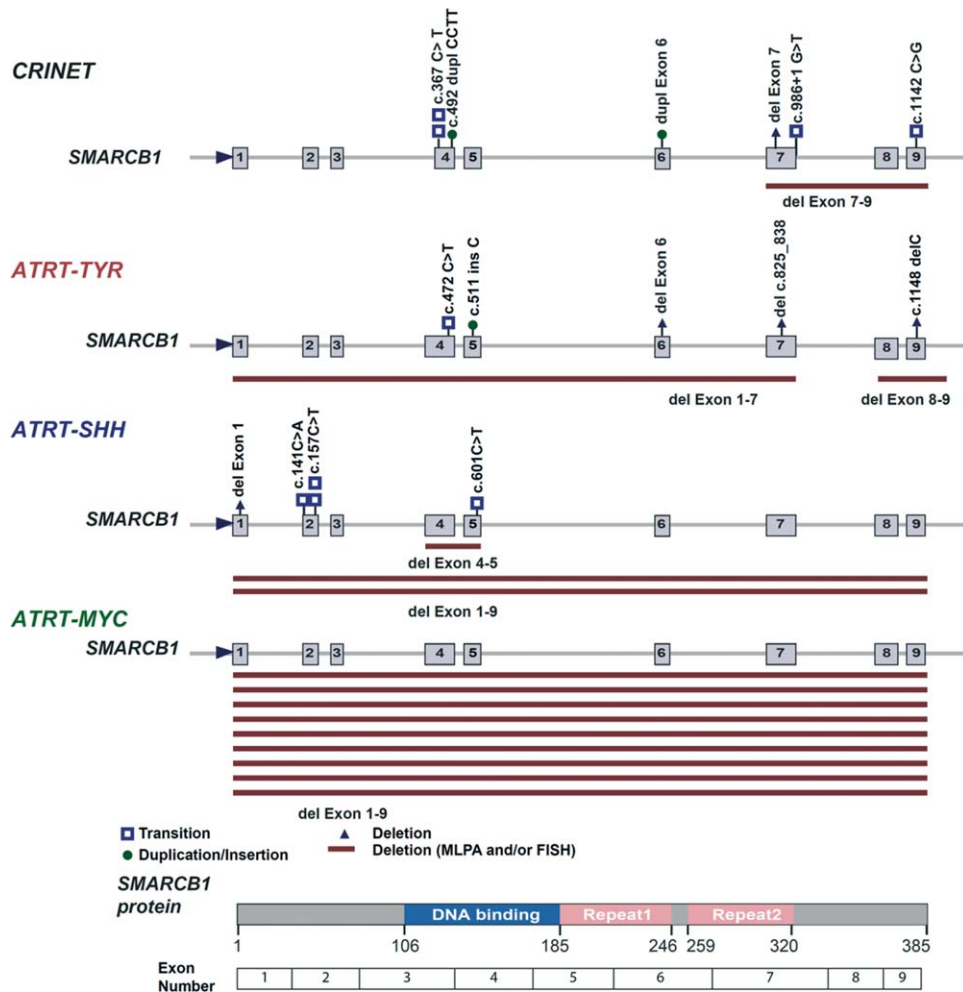 CRINET
c.367 C> T
c.492 dupl CCTT
dupl Exon 6
del Exon 7
c.986+1 G>T
c.1142 C>G
SMARCB1
1 2 3 4 5 6 7 8 9
del Exon 7-9
ATRT-TYR
c.472 C>T
c.511 ins C
del Exon 6
del c.825_838
c.1148 delC
SMARCB1
1 2 3 4 5 6 7 8 9
del Exon 1-7 del Exon 8-9
ATRT-SHH
del Exon 1
c.141C>A
c.157C>T
c.601C>T
SMARCB1
1 2 3 4 5 6 7 8 9
del Exon 4-5
del Exon 1-9
ATRT-MYC
SMARCB1
1 2 3 4 5 6 7 8 9
del Exon 1-9
Transition Deletion
Duplication/Insertion Deletion (MLPA and/or FISH)
SMARCB1
protein
DNA binding Repeat1 Repeat2
1 106 185 246 259 320 385
Exon
Number
1 2 3 4 5 6 7 8 9